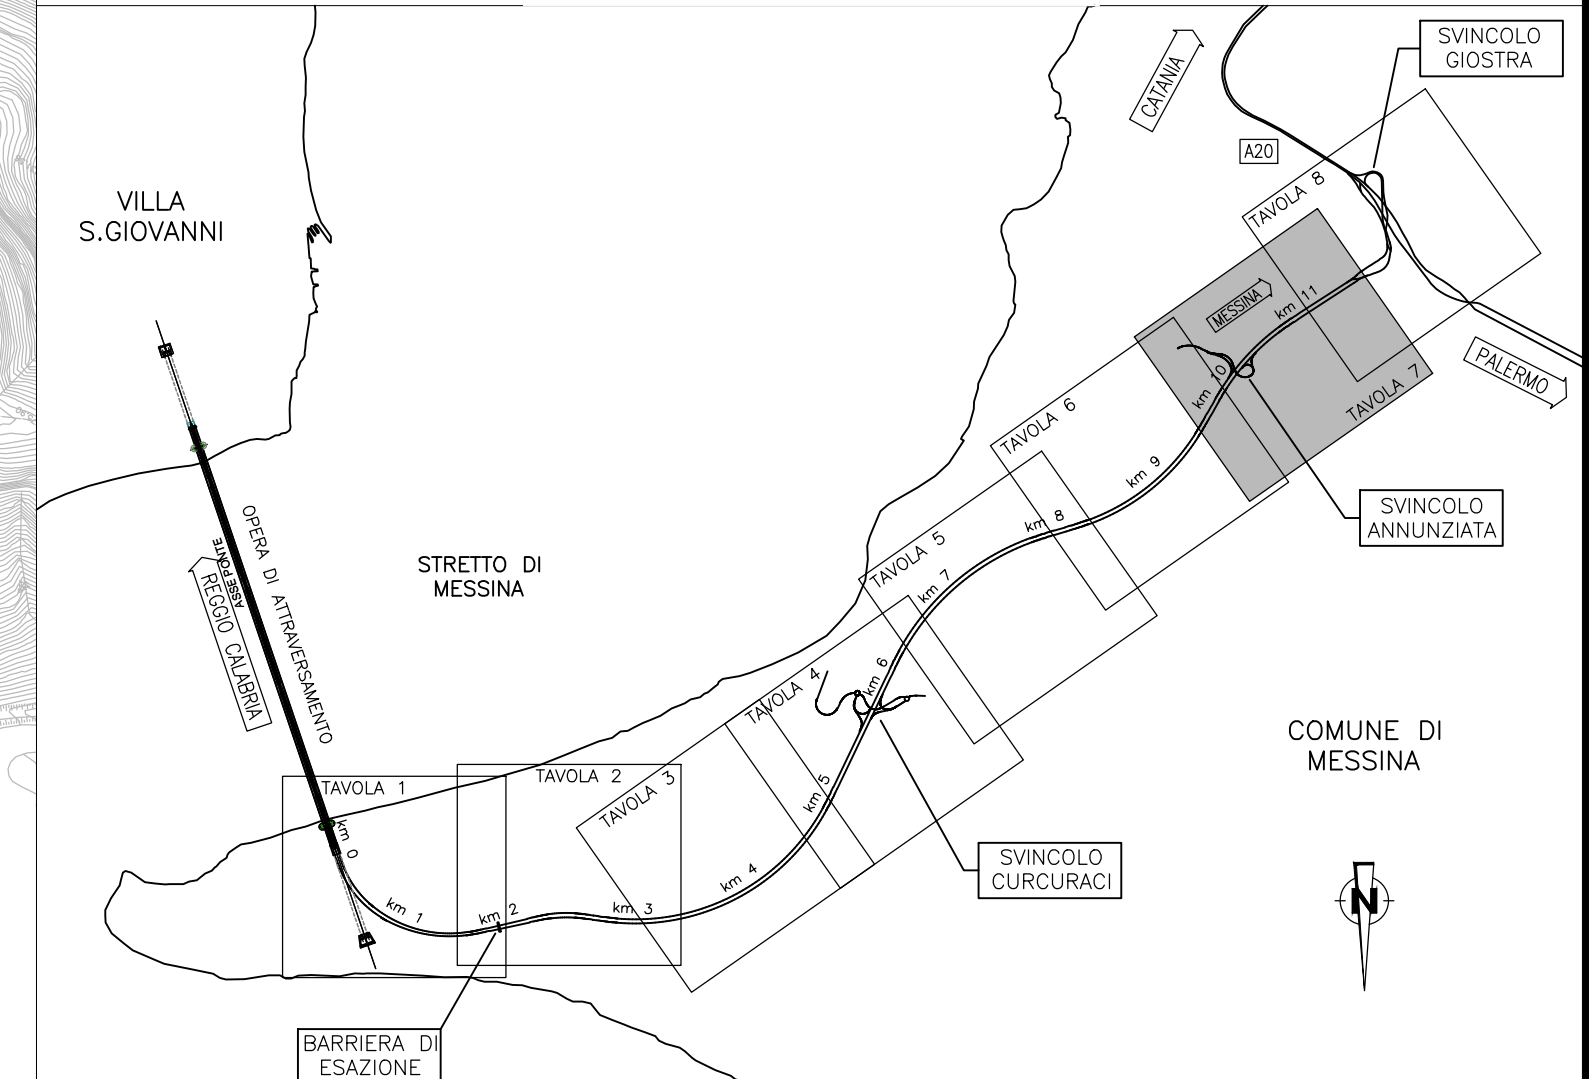 SVINCOLO
GIOSTRA
CATANIA
A20
TAVOLA 8
VILLA
S.GIOVANNI
MESSINA
km 11
km 10
TAVOLA 7
PALERMO
TAVOLA 6
km 9
SVINCOLO
ANNUNZIATA
km 8
TAVOLA 5
km 7
STRETTO DI
MESSINA
OPERA DI ATTRAVERSAMENTO
ASSE PONTE
REGGIO CALABRIA
km 6
TAVOLA 4
COMUNE DI
MESSINA
TAVOLA 1
TAVOLA 2
TAVOLA 3
km 5
km 0
SVINCOLO
CURCURACI
km 4
km 1
km 2
km 3
N
BARRIERA DI
ESAZIONE